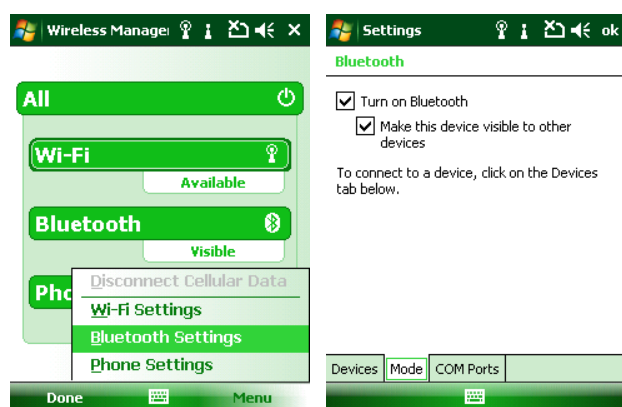 Wireless Manager
All
Wi-Fi
Available
Bluetooth
Visible
Pho
Disconnect Cellular Data
Wi-Fi Settings
Bluetooth Settings
Phone Settings
Done
Menu
Settings
ok
Bluetooth
Turn on Bluetooth
Make this device visible to other
devices
To connect to a device, click on the Devices
tab below.
Devices
Mode
COM Ports